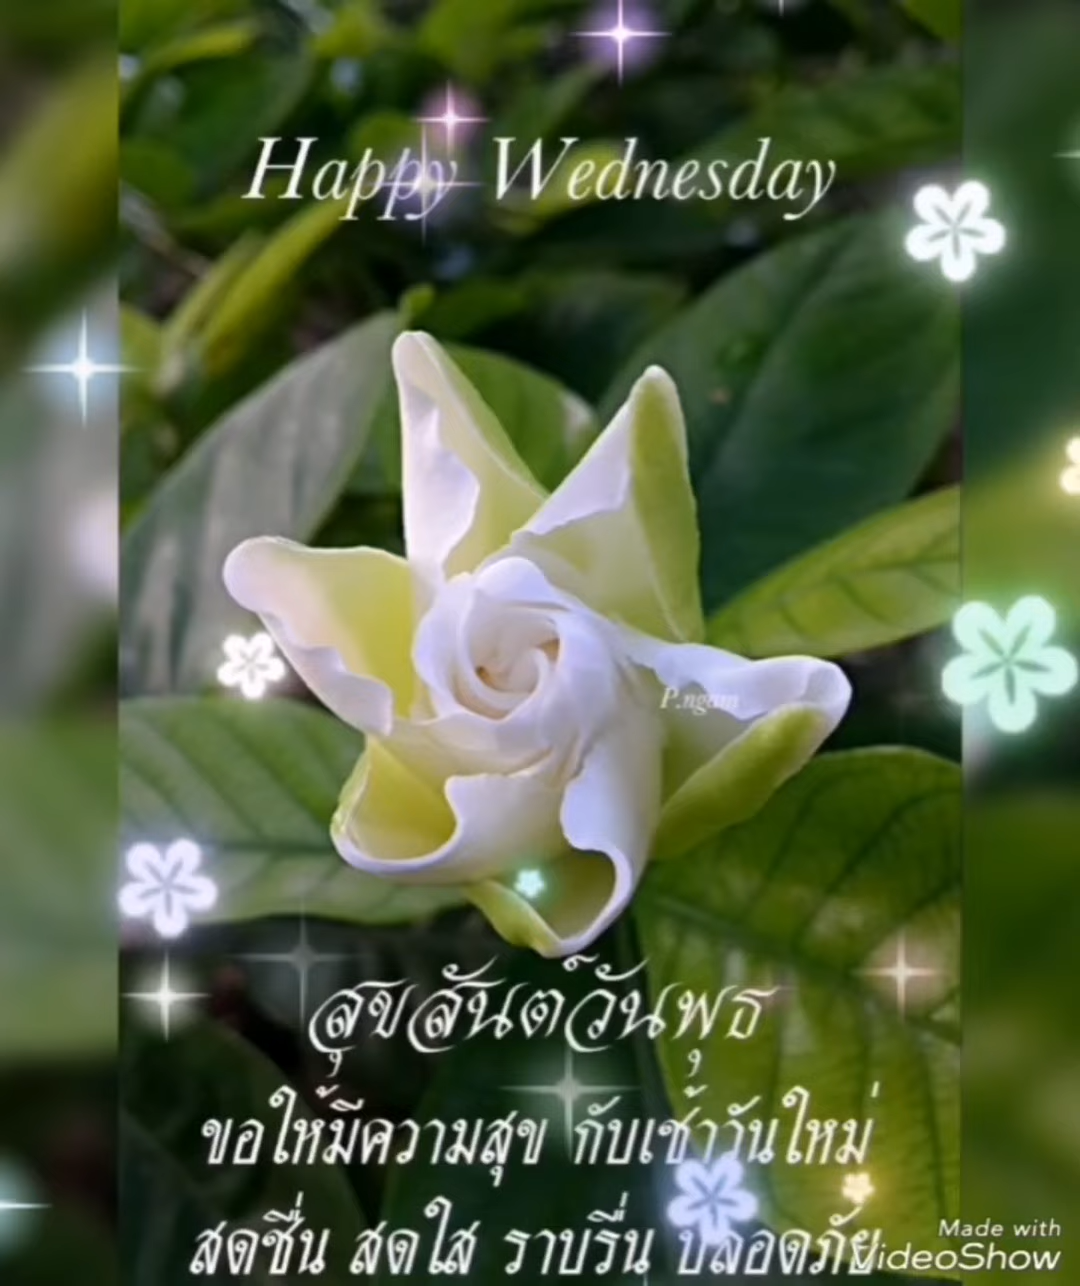 Happy Wednesday
P.ngam
สุขสันต์วันพุธ
ขอให้มีความสุข กับเช้าวันใหม่
สดชื่น สดใส ราบรื่น ปลอดภัย
Made with
VideoShow